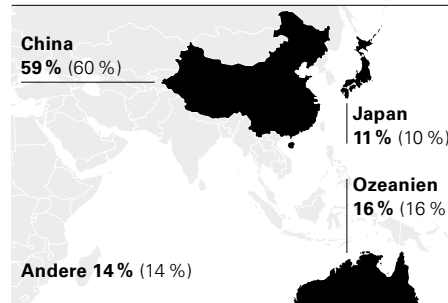 China
59 % (60 %)
Japan
11 % (10 %)
Ozeanien
16 % (16 %
Andere 14 % (14 %)